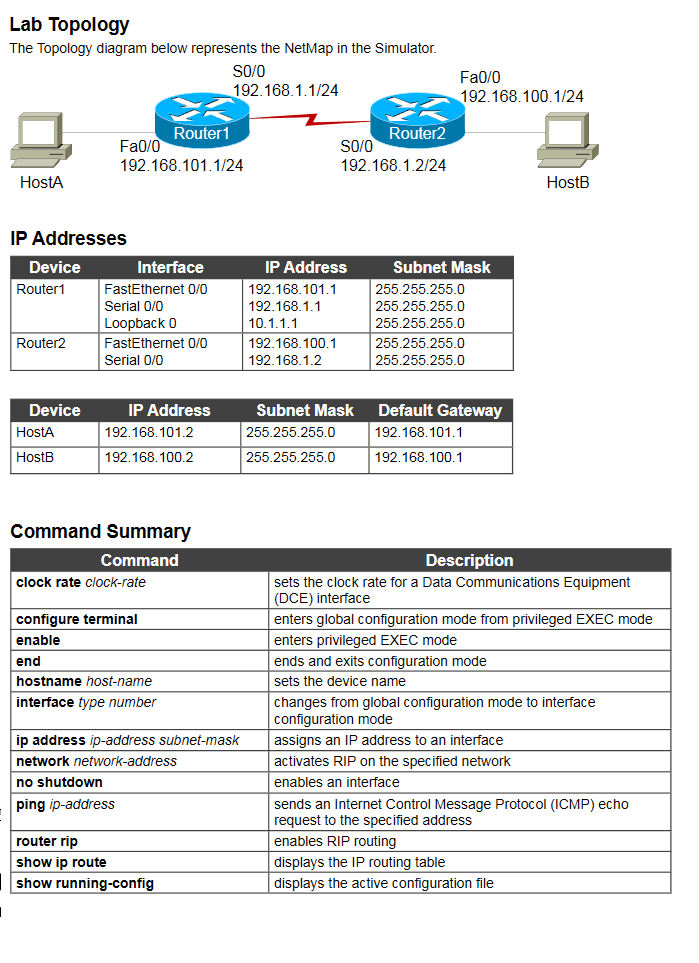 Lab Topology
The Topology diagram below represents the NetMap in the Simulator.
S0/0
192.168.1.1/24
Fa0/0
192.168.100.1/24
Router1
Router2
Fa0/0
192.168.101.1/24
S0/0
192.168.1.2/24
HostA
HostB
IP Addresses
Device Interface IP Address Subnet Mask
Router1 FastEthernet 0/0 192.168.101.1 255.255.255.0
Serial 0/0 192.168.1.1 255.255.255.0
Loopback 0 10.1.1.1 255.255.255.0
Router2 FastEthernet 0/0 192.168.100.1 255.255.255.0
Serial 0/0 192.168.1.2 255.255.255.0
Device IP Address Subnet Mask Default Gateway
HostA 192.168.101.2 255.255.255.0 192.168.101.1
HostB 192.168.100.2 255.255.255.0 192.168.100.1
Command Summary
Command Description
clock rate clock-rate sets the clock rate for a Data Communications Equipment
(DCE) interface
configure terminal enters global configuration mode from privileged EXEC mode
enable enters privileged EXEC mode
end ends and exits configuration mode
hostname host-name sets the device name
interface type number changes from global configuration mode to interface
configuration mode
ip address ip-address subnet-mask assigns an IP address to an interface
network network-address activates RIP on the specified network
no shutdown enables an interface
ping ip-address sends an Internet Control Message Protocol (ICMP) echo
request to the specified address
router rip enables RIP routing
show ip route displays the IP routing table
show running-config displays the active configuration file